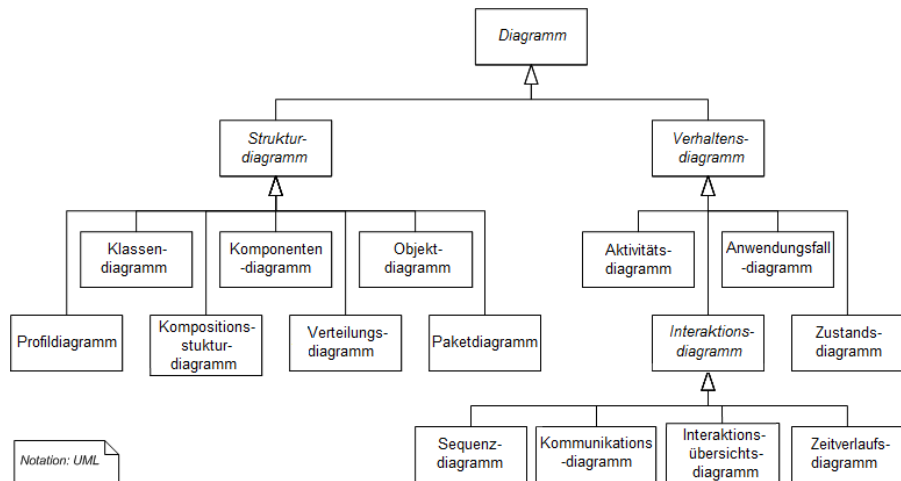 Diagramm
Struktur-
diagramm
Verhaltens-
diagramm
Klassen-
diagramm
Komponenten
-diagramm
Objekt-
diagramm
Aktivitäts-
diagramm
Anwendungsfall
-diagramm
Profildiagramm
Kompositions-
stuktur-
diagramm
Verteilungs-
diagramm
Paketdiagramm
Interaktions-
diagramm
Zustands-
diagramm
Notation: UML
Sequenz-
diagramm
Kommunikations
-diagramm
Interaktions-
übersichts-
diagramm
Zeitverlaufs-
diagramm